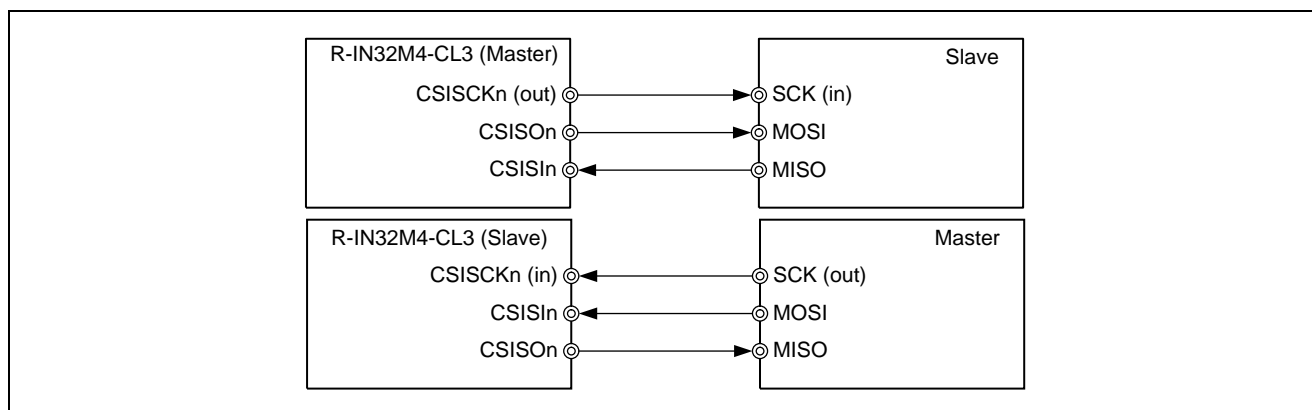 R-IN32M4-CL3 (Master) Slave
CSISCKn (out) SCK (in)
CSISOn MOSI
CSISIn MISO
R-IN32M4-CL3 (Slave) Master
CSISCKn (in) SCK (out)
CSISIn MOSI
CSISOn MISO